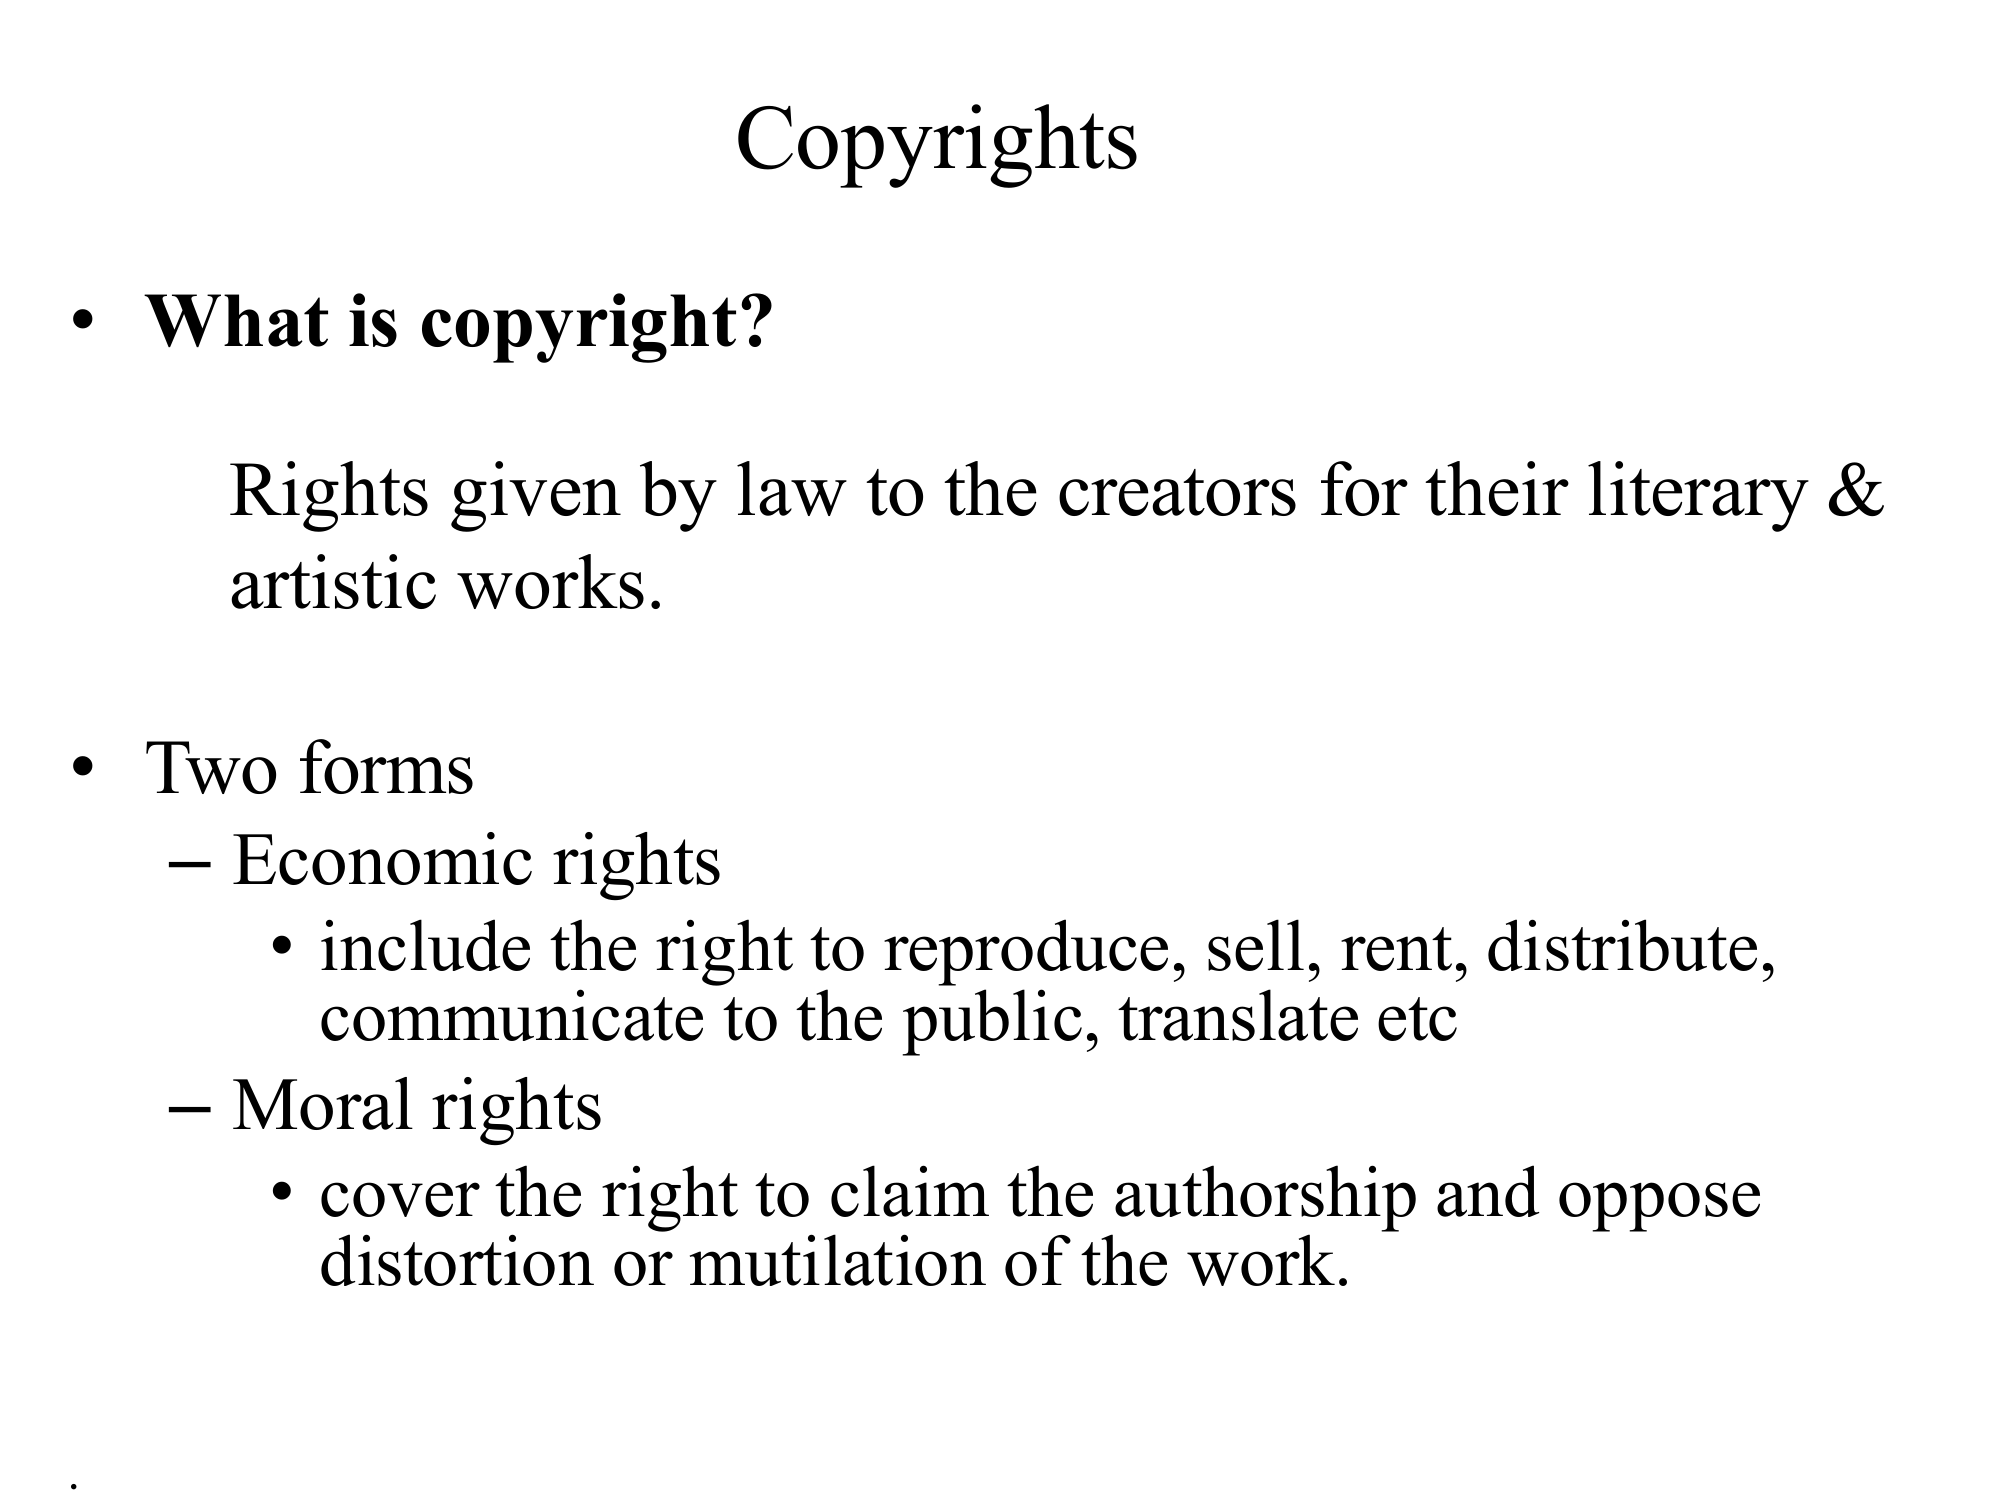 Copyrights
• What is copyright?
Rights given by law to the creators for their literary &
artistic works.
• Two forms
– Economic rights
• include the right to reproduce, sell, rent, distribute,
communicate to the public, translate etc
– Moral rights
• cover the right to claim the authorship and oppose
distortion or mutilation of the work.
.